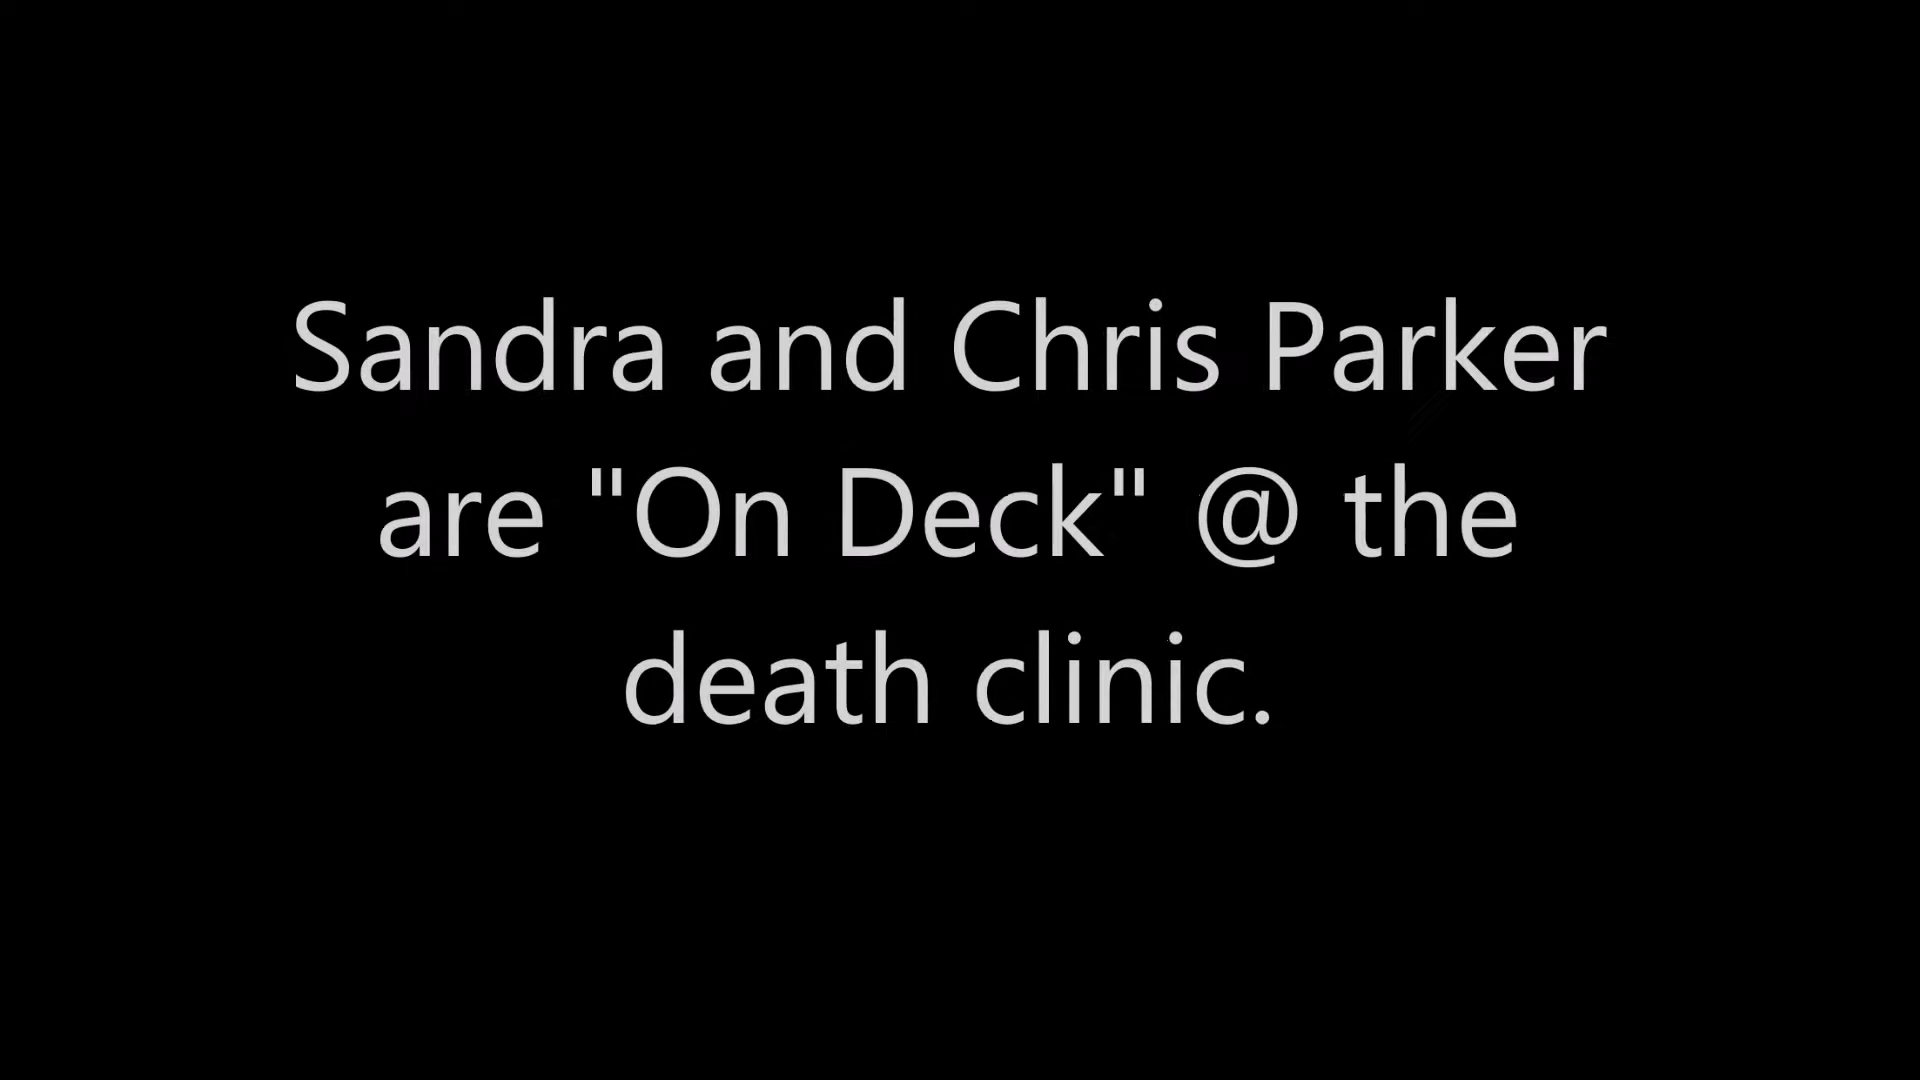 Sandra and Chris Parker
are "On Deck" @ the
death clinic.